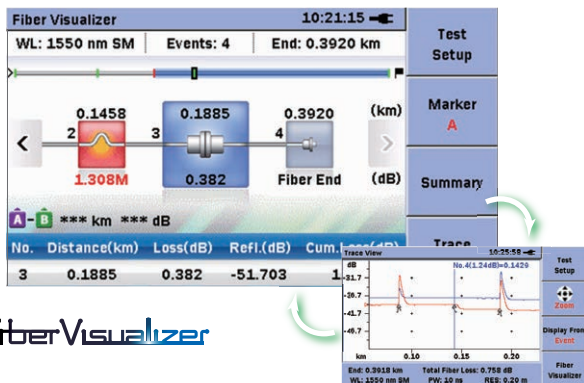 Fiber Visualizer 10:21:15
WL: 1550 nm SM Events: 4 End: 0.3920 km
0.1458 0.1885 0.3920 (km)
2 3 4
1.308M 0.382 Fiber End (dB)
A-B *** km *** dB
No. Distance(km) Loss(dB) Refl.(dB)
3 0.1885 0.382 -51.703
Test
Setup
Marker
A
Summary
Trace
Trace View 10:25:58
dB No.4(1.24dB)=0.1429
-31.7
-36.7
-41.7
-46.7
km 0.10 0.15 0.20
End: 0.3918 km Total Fiber Loss: 0.758 dB
WL: 1550 nm SM PW: 10 ns RES: 0.20 m
Test
Setup
Zoom
Display From
Event
Fiber
Visualizer
FiberVisualizer